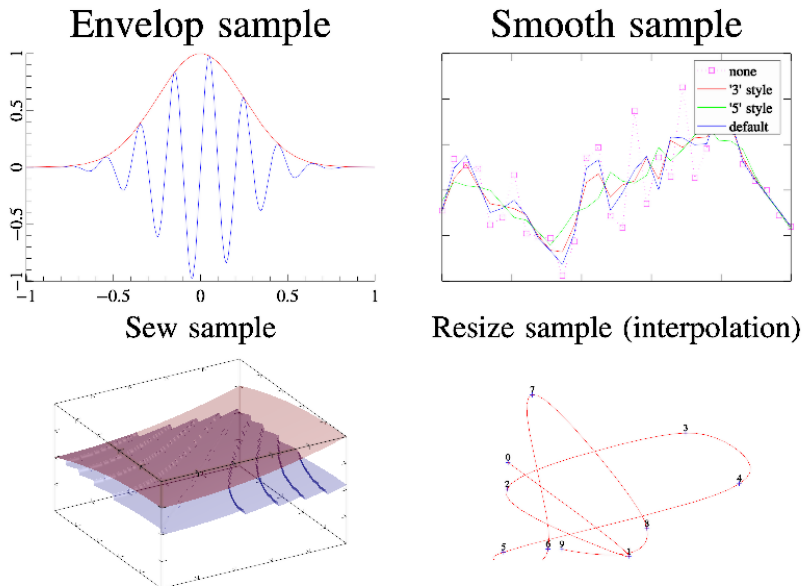 Envelop sample
1
0.5
0
−0.5
−1
−1
−0.5
0
0.5
1
Smooth sample
none
'3' style
'5' style
default
Sew sample
Resize sample (interpolation)
7
3
0
2
4
8
5
6
9
1